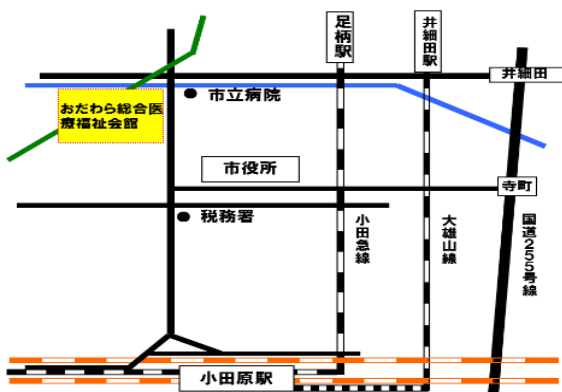 足柄駅
井細田駅
井細田
おだわら総合医
療福祉会館
市立病院
市役所
寺町
税務署
小田急線
大雄山線
国道255号線
小田原駅